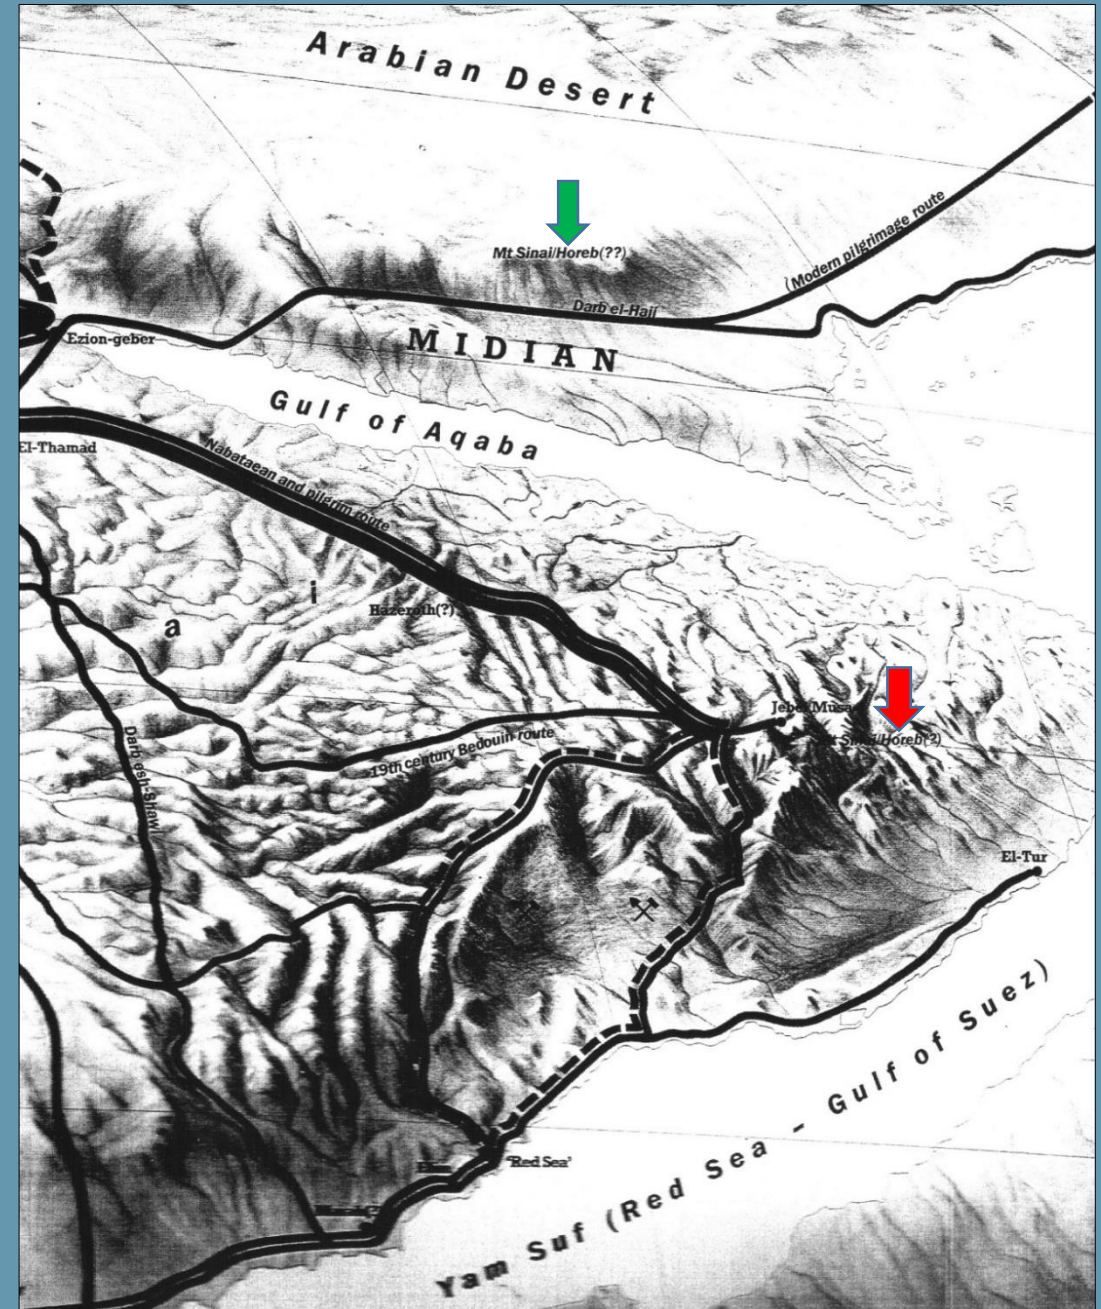 Arabian Desert
Mt Sinai/Horeb(??)
(Modern pilgrimage route
Darb el-Hajj
Ezion-geber
MIDIAN
Gulf of Aqaba
El-Thamad
Nabataean and pilgrim route
i
Hazeroth(?)
a
Jebel Musa
Sinai/Horeb(?)
19th century Bedouin route
Darb esh-Shawi
El-Tur
'Red Sea'
Yam Suf (Red Sea - Gulf of Suez)